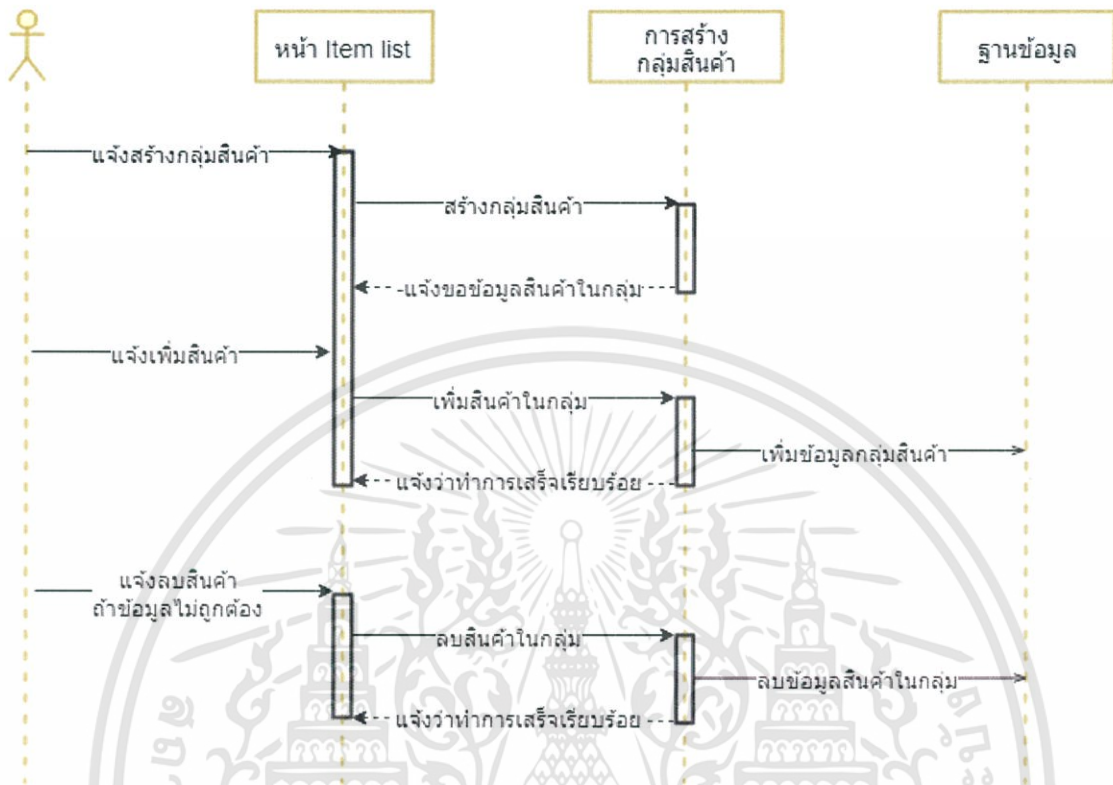 หน้า Item list
การสร้าง
กลุ่มสินค้า
ฐานข้อมูล
แจ้งสร้างกลุ่มสินค้า
สร้างกลุ่มสินค้า
-แจ้งขอข้อมูลสินค้าในกลุ่ม
แจ้งเพิ่มสินค้า
เพิ่มสินค้าในกลุ่ม
เพิ่มข้อมูลกลุ่มสินค้า
แจ้งว่าทำการเสร็จเรียบร้อย
แจ้งลบสินค้า
ถ้าข้อมูลไม่ถูกต้อง
ลบสินค้าในกลุ่ม
ลบข้อมูลสินค้าในกลุ่ม
แจ้งว่าทำการเสร็จเรียบร้อย